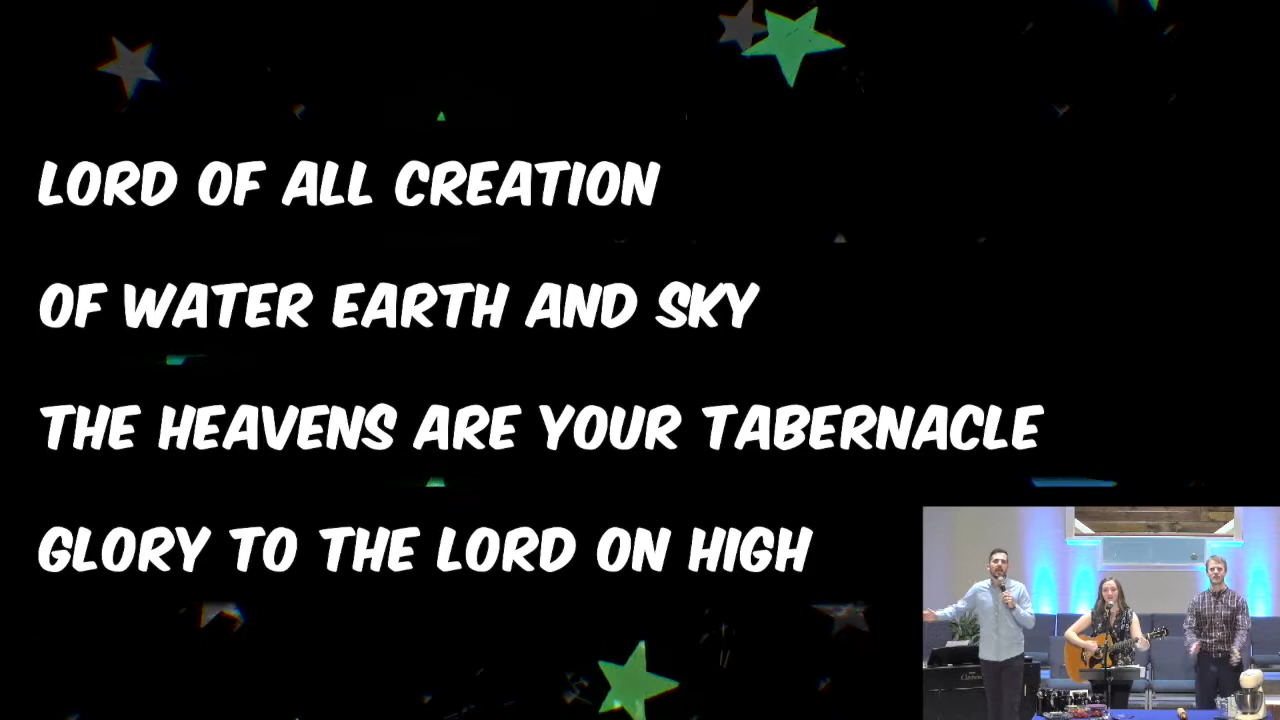 LORD OF ALL CREATION
OF WATER EARTH AND SKY
THE HEAVENS ARE YOUR TABERNACLE
GLORY TO THE LORD ON HIGH